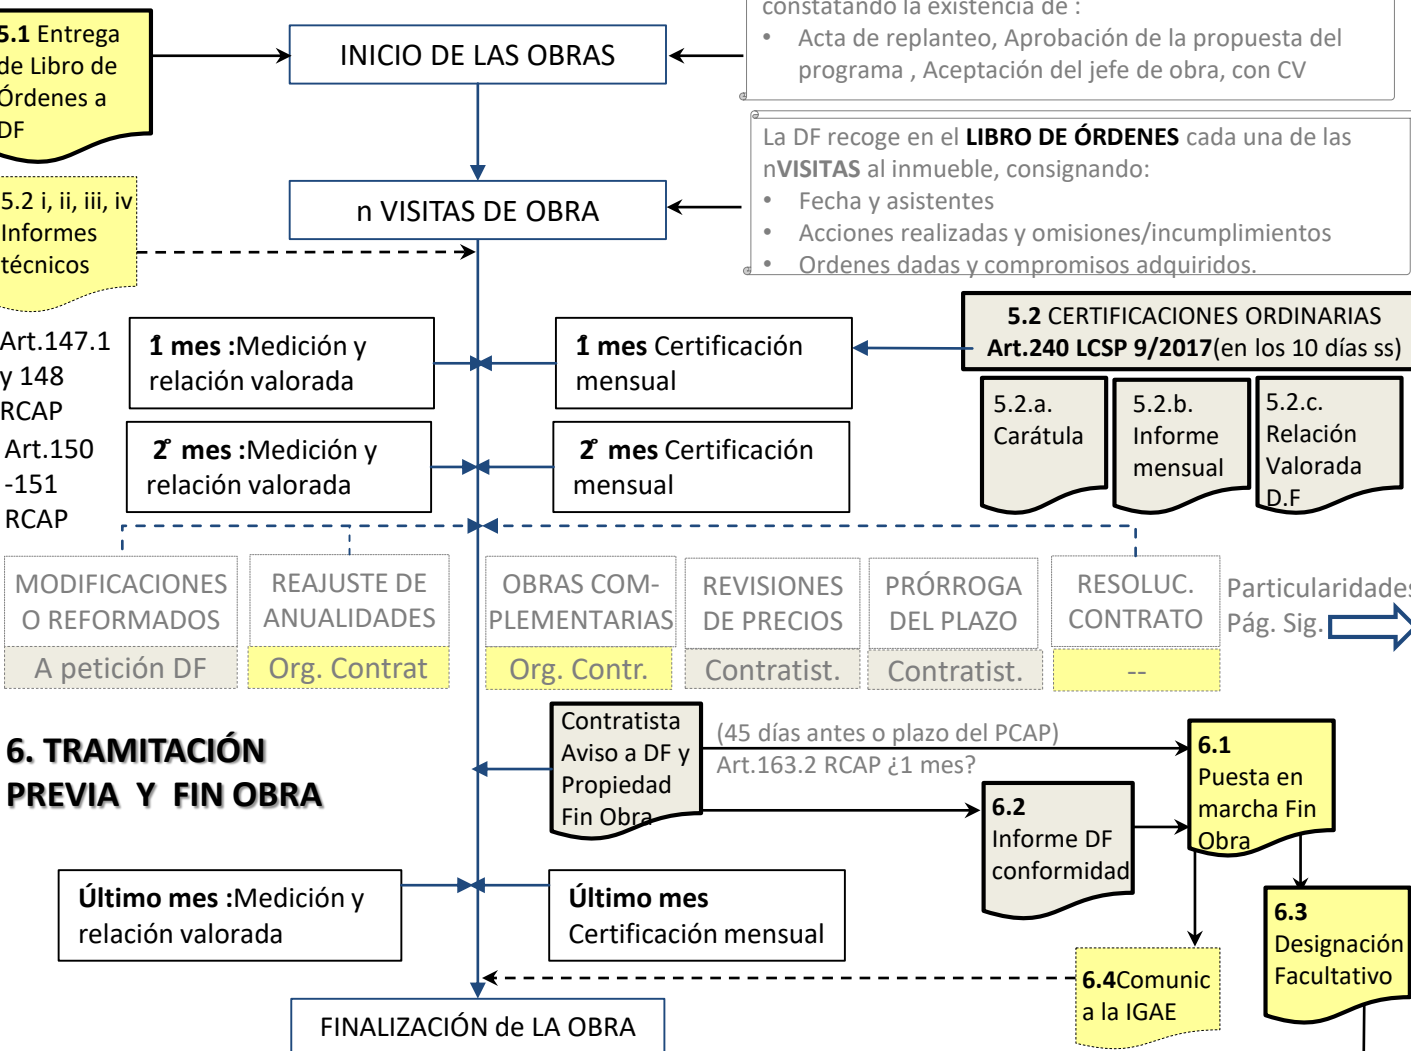 constatando la existencia de :
• Acta de replanteo, Aprobación de la propuesta del
programa , Aceptación del jefe de obra, con CV
5.1 Entrega
de Libro de
Órdenes a
DF
INICIO DE LAS OBRAS
La DF recoge en el LIBRO DE ÓRDENES cada una de las
nVISITAS al inmueble, consignando:
• Fecha y asistentes
• Acciones realizadas y omisiones/incumplimientos
• Ordenes dadas y compromisos adquiridos.
5.2 i, ii, iii, iv
Informes
técnicos
n VISITAS DE OBRA
Art.147.1
y 148
RCAP
Art.150
-151
RCAP
1º mes :Medición y
relación valorada
1º mes Certificación
mensual
5.2 CERTIFICACIONES ORDINARIAS
Art.240 LCSP 9/2017(en los 10 días ss)
5.2.a.
Carátula
5.2.b.
Informe
mensual
5.2.c.
Relación
Valorada
D.F
2º mes :Medición y
relación valorada
2º mes Certificación
mensual
MODIFICACIONES
O REFORMADOS
A petición DF
REAJUSTE DE
ANUALIDADES
Org. Contrat
OBRAS COM-
PLEMENTARIAS
Org. Contr.
REVISIONES
DE PRECIOS
Contratist.
PRÓRROGA
DEL PLAZO
Contratist.
RESOLUC.
CONTRATO
--
Particularidades
Pág. Sig.
6. TRAMITACIÓN
PREVIA Y FIN OBRA
Contratista
Aviso a DF y
Propiedad
Fin Obra
(45 días antes o plazo del PCAP)
Art.163.2 RCAP ¿1 mes?
6.1
Puesta en
marcha Fin
Obra
6.2
Informe DF
conformidad
Último mes :Medición y
relación valorada
Último mes
Certificación mensual
6.3
Designación
Facultativo
6.4Comunic
a la IGAE
FINALIZACIÓN de LA OBRA